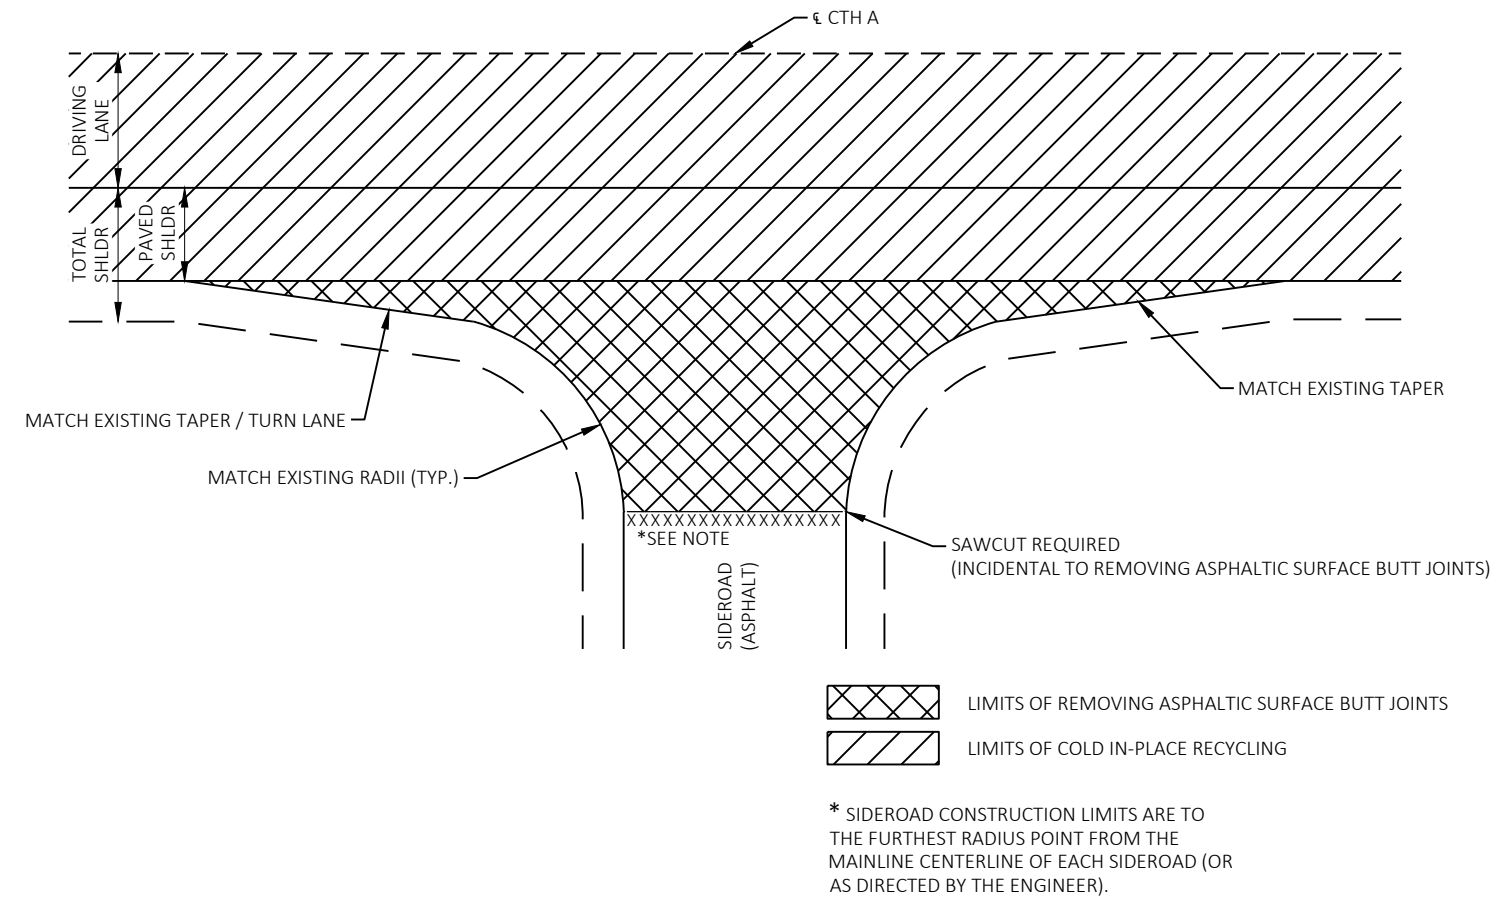 ℄ CTH A
DRIVING
LANE
TOTAL
SHLDR
PAVED
SHLDR
MATCH EXISTING TAPER
MATCH EXISTING TAPER / TURN LANE
MATCH EXISTING RADII (TYP.)
XXXXXXXXXXXXXXXXX
*SEE NOTE
SAWCUT REQUIRED
(INCIDENTAL TO REMOVING ASPHALTIC SURFACE BUTT JOINTS)
SIDEROAD
(ASPHALT)
LIMITS OF REMOVING ASPHALTIC SURFACE BUTT JOINTS
LIMITS OF COLD IN-PLACE RECYCLING
* SIDEROAD CONSTRUCTION LIMITS ARE TO
THE FURTHEST RADIUS POINT FROM THE
MAINLINE CENTERLINE OF EACH SIDEROAD (OR
AS DIRECTED BY THE ENGINEER).